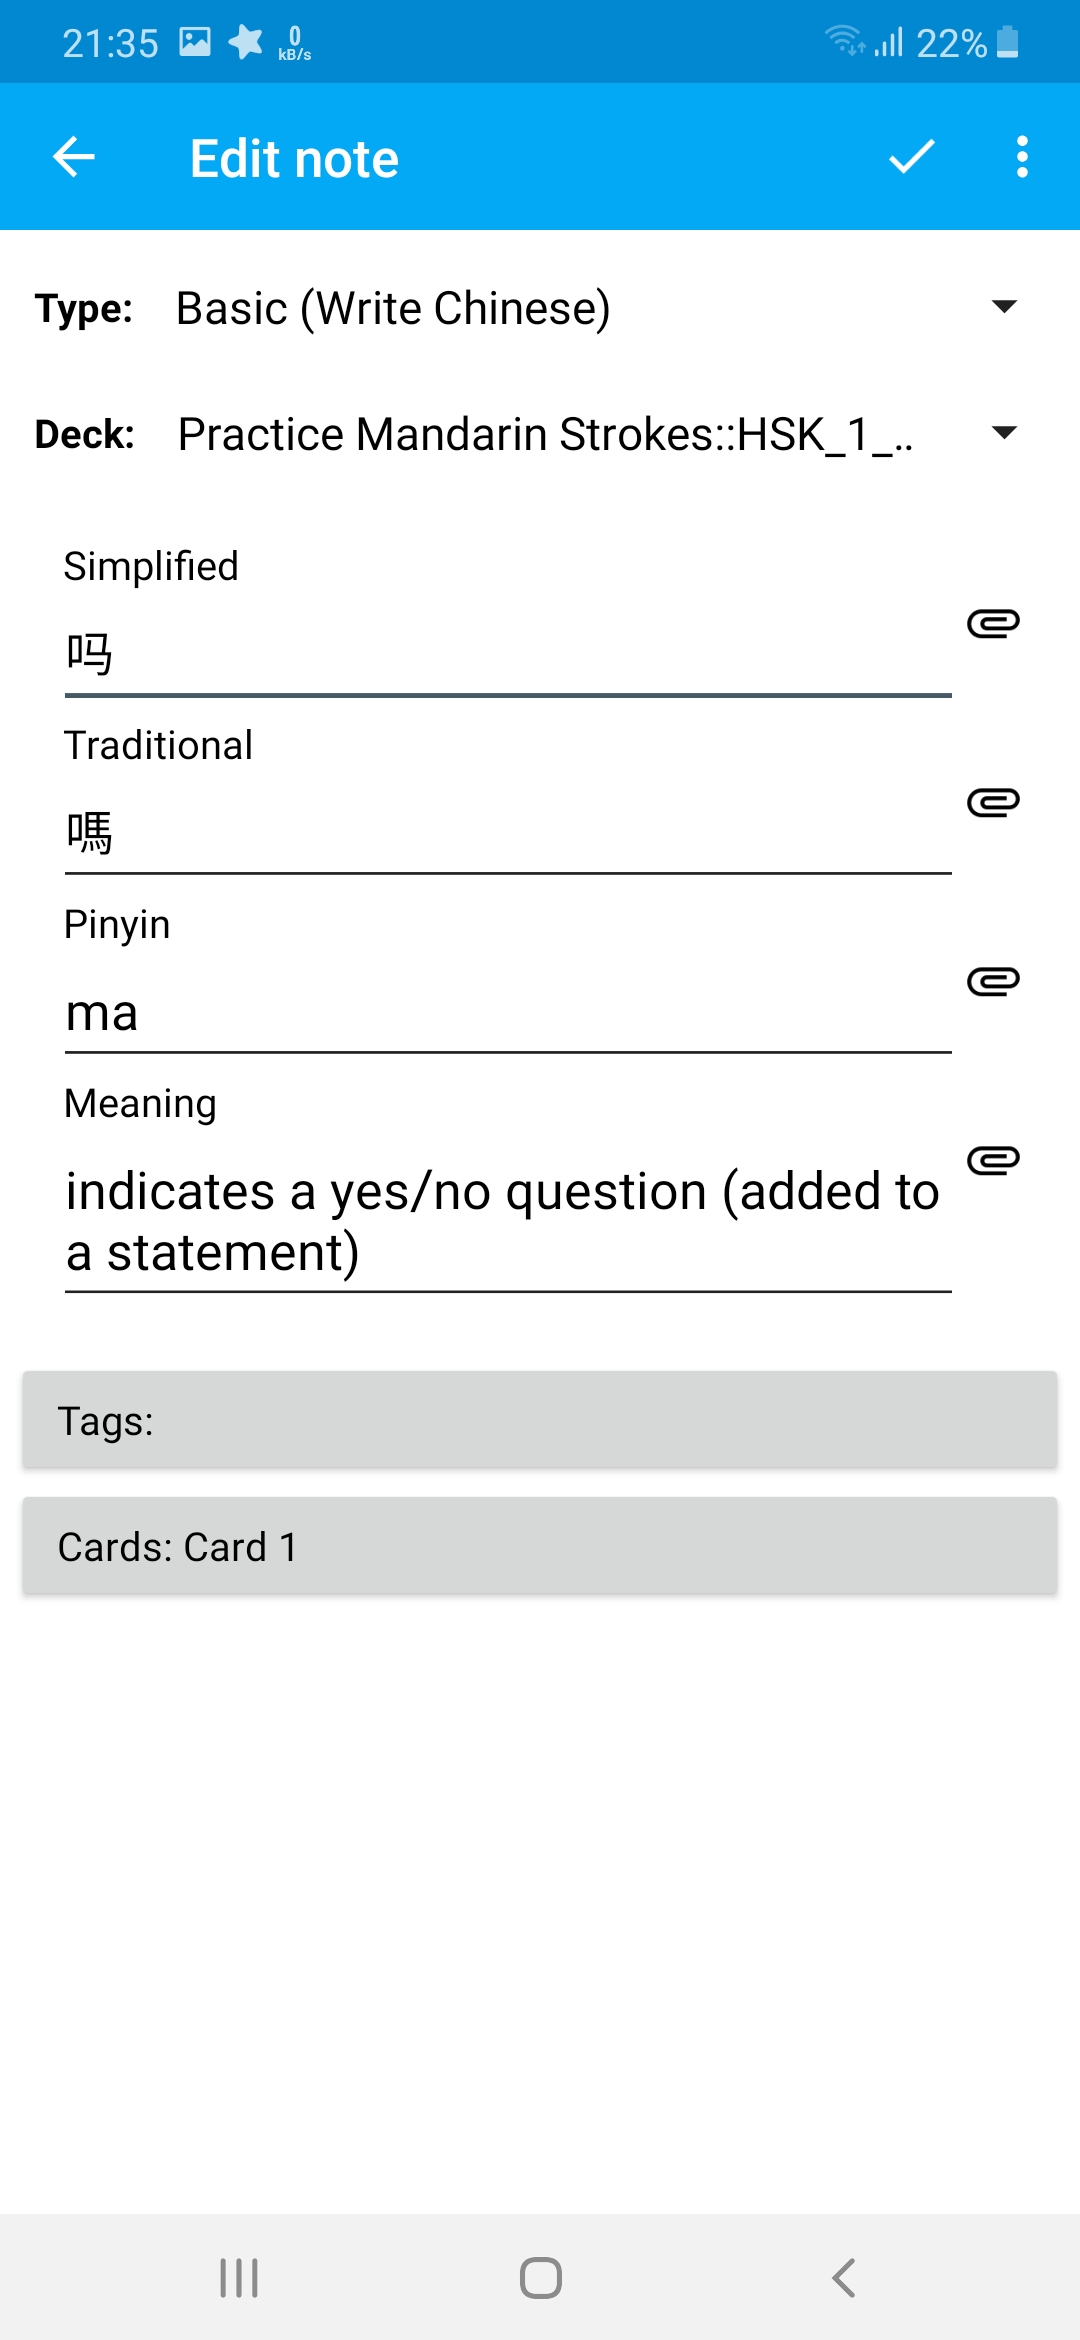 21:35 0 kB/s 22%
Edit note
Type: Basic (Write Chinese)
Deck: Practice Mandarin Strokes::HSK_1_..
Simplified
吗
Traditional
嗎
Pinyin
ma
Meaning
indicates a yes/no question (added to
a statement)
Tags:
Cards: Card 1